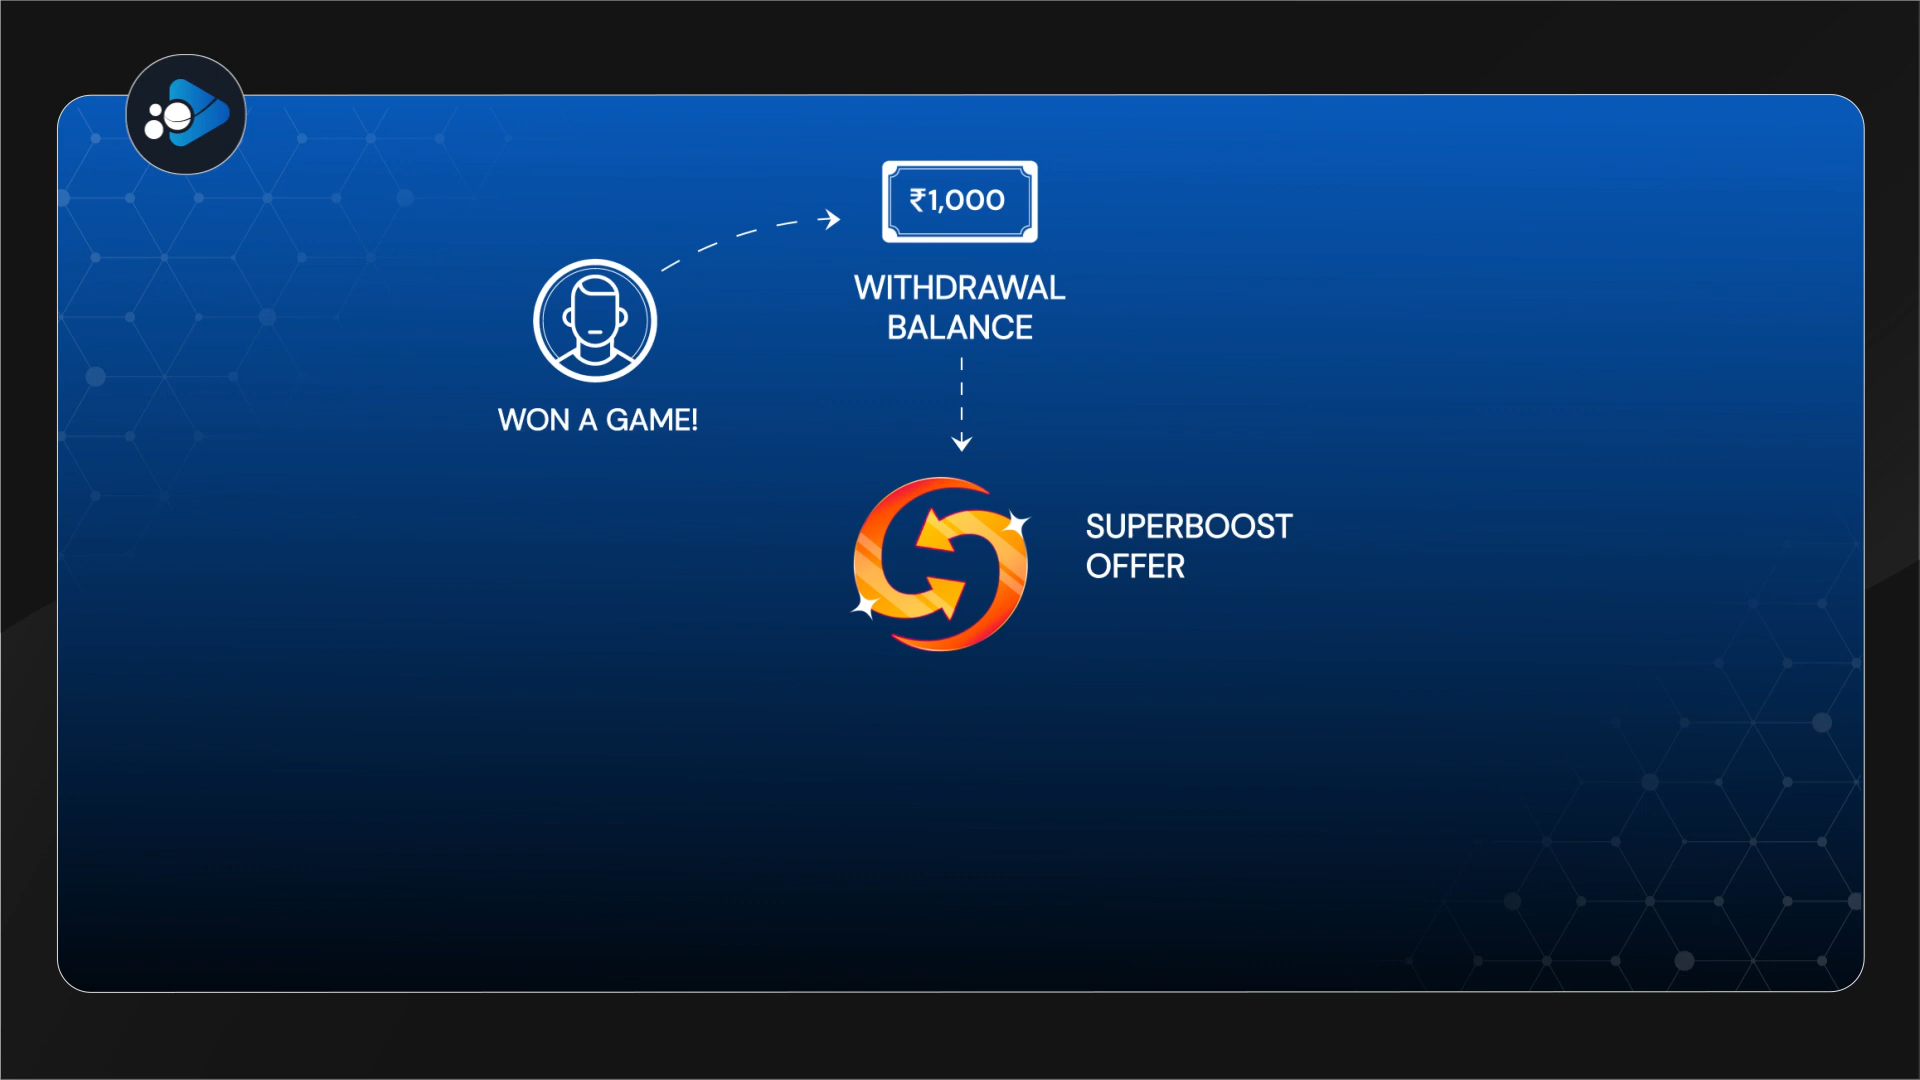 ₹1,000
WITHDRAWAL
BALANCE
WON A GAME!
SUPERBOOST
OFFER